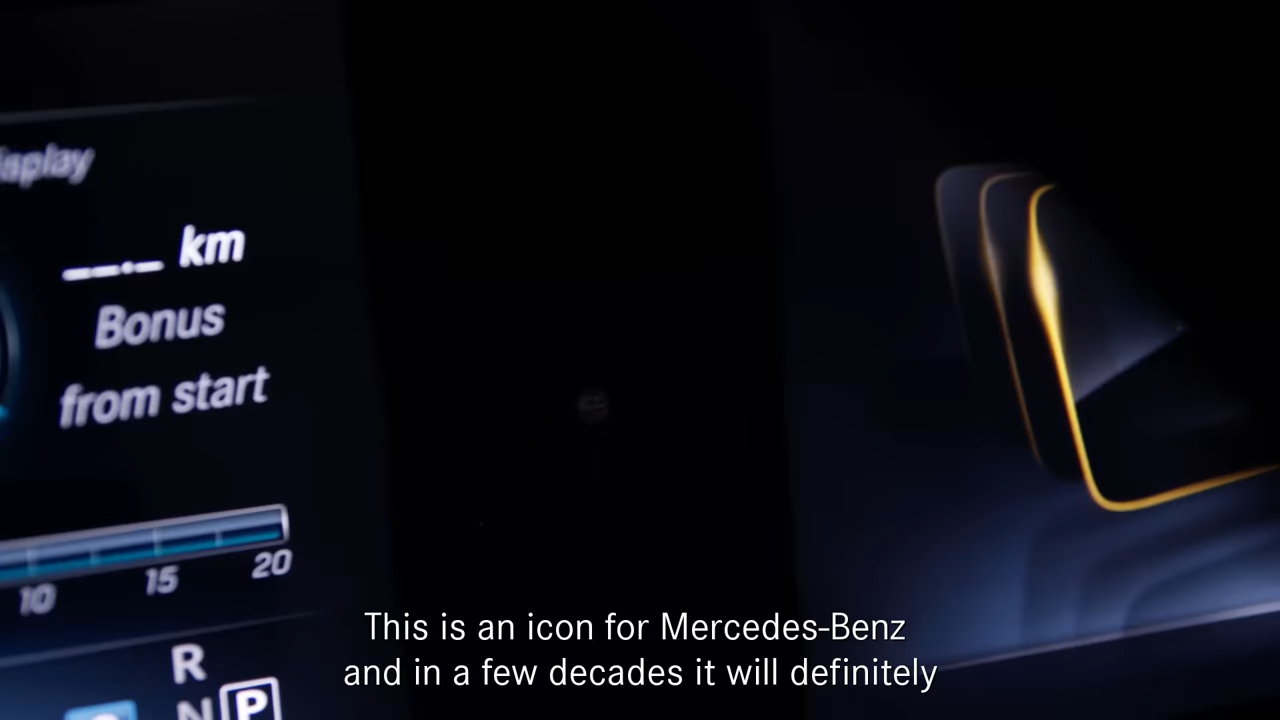 isplay
__._ km
Bonus
from start
10 15 20
R
N P
This is an icon for Mercedes-Benz
and in a few decades it will definitely